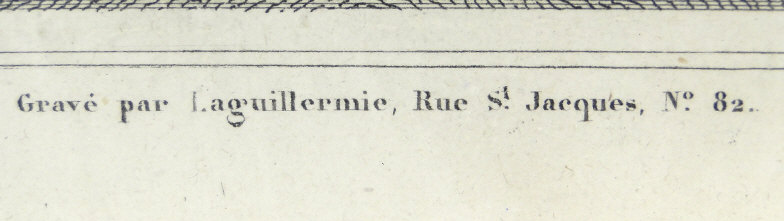 Gravé par Laguillermie, Rue St. Jacques, No. 82.